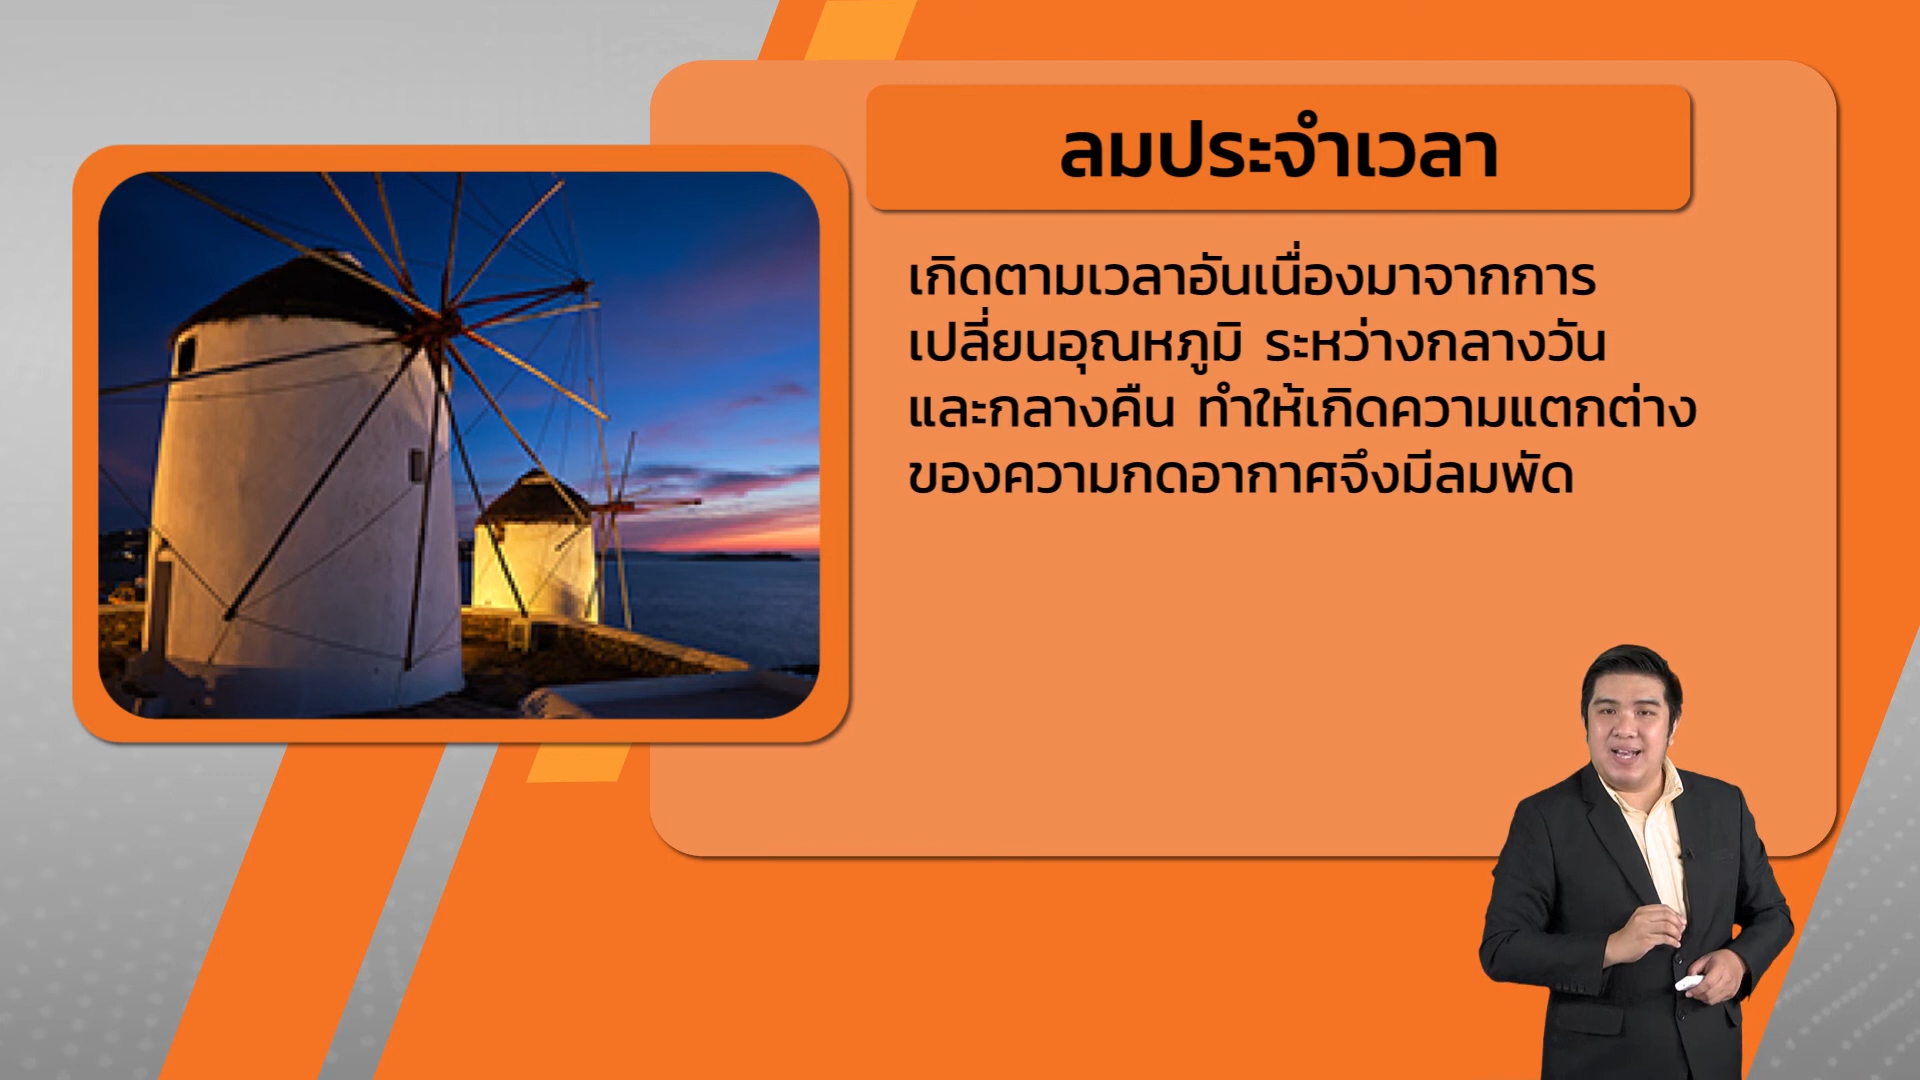 ลมประจำเวลา
เกิดตามเวลาอันเนื่องมาจากการ
เปลี่ยนอุณหภูมิ ระหว่างกลางวัน
และกลางคืน ทำให้เกิดความแตกต่าง
ของความกดอากาศจึงมีลมพัด